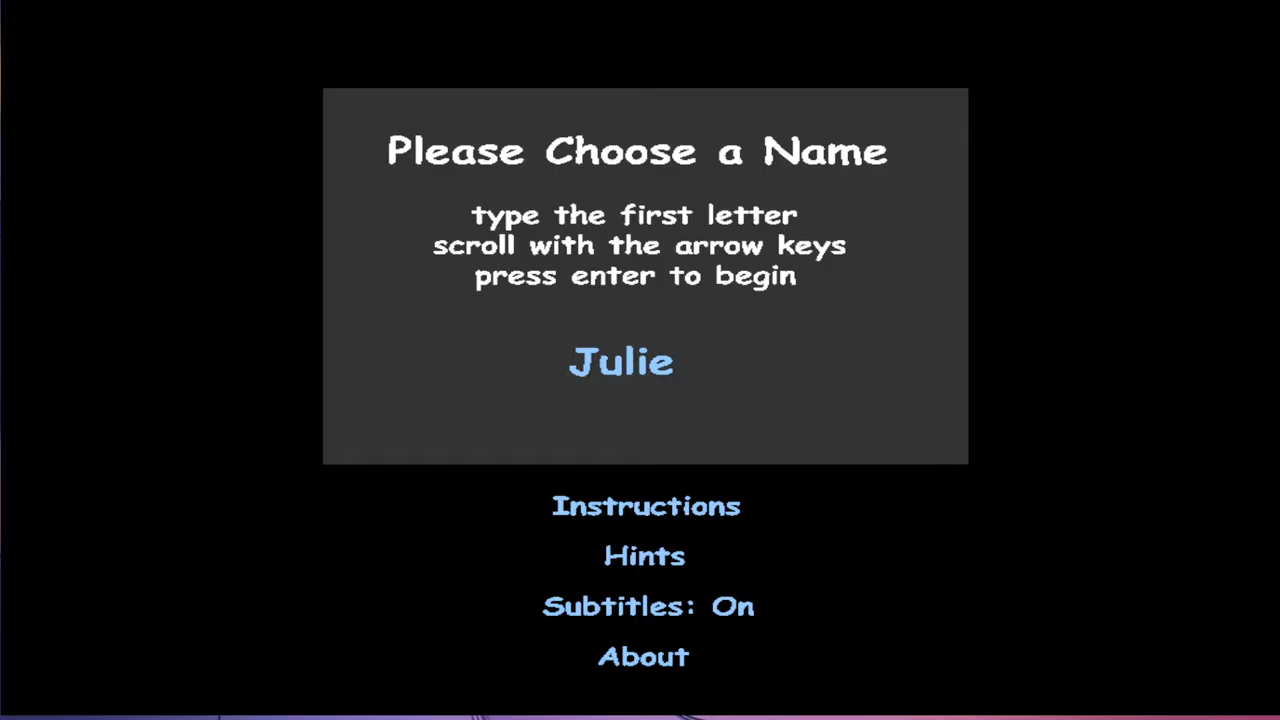 Please Choose a Name
type the first letter
scroll with the arrow keys
press enter to begin
Julie
Instructions
Hints
Subtitles: On
About